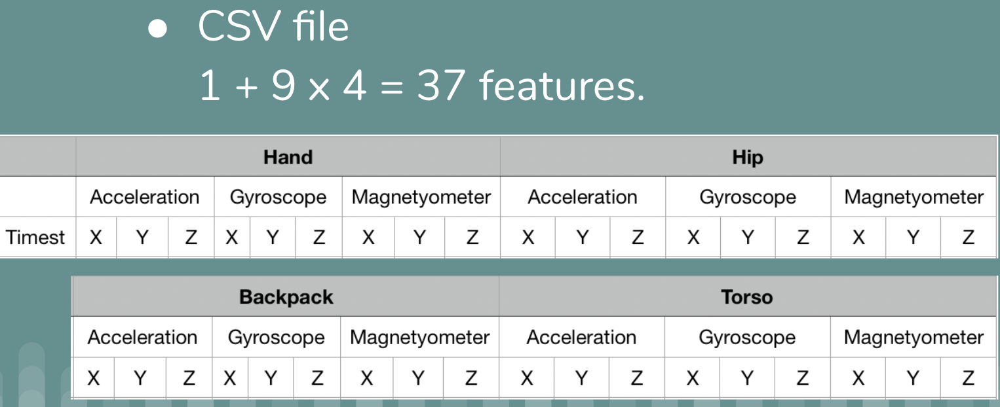 ● CSV file
1 + 9 x 4 = 37 features.
Hand Hip
Acceleration Gyroscope Magnetyometer Acceleration Gyroscope Magnetyometer
Timest X Y Z X Y Z X Y Z X Y Z X Y Z X Y Z
Backpack Torso
Acceleration Gyroscope Magnetyometer Acceleration Gyroscope Magnetyometer
X Y Z X Y Z X Y Z X Y Z X Y Z X Y Z